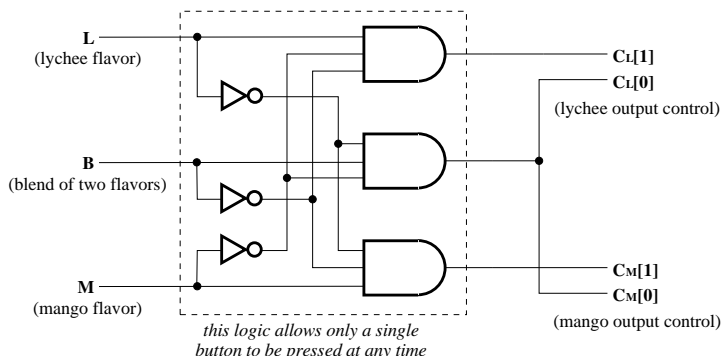 L
(lychee flavor)
B
(blend of two flavors)
M
(mango flavor)
CL[1]
CL[0]
(lychee output control)
CM[1]
CM[0]
(mango output control)
this logic allows only a single
button to be pressed at any time